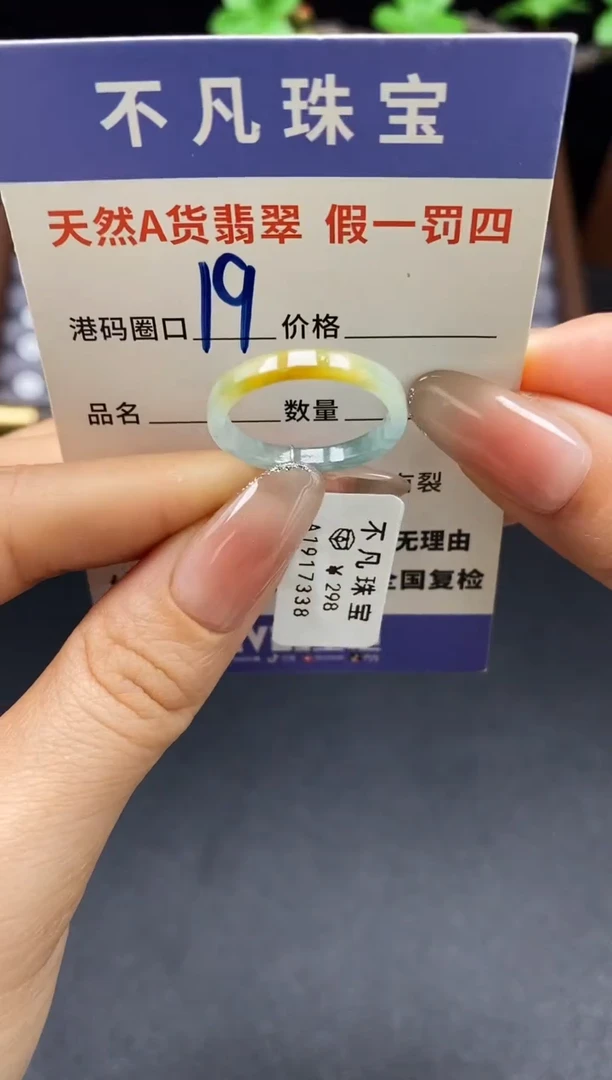 不凡珠宝
天然A货翡翠 假一罚四
港码圈口 19 价格
品名 数量
裂
无理由
国复检
不凡珠宝
¥298
A1917338